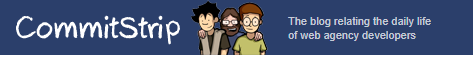 CommitStrip
The blog relating the daily life
of web agency developers